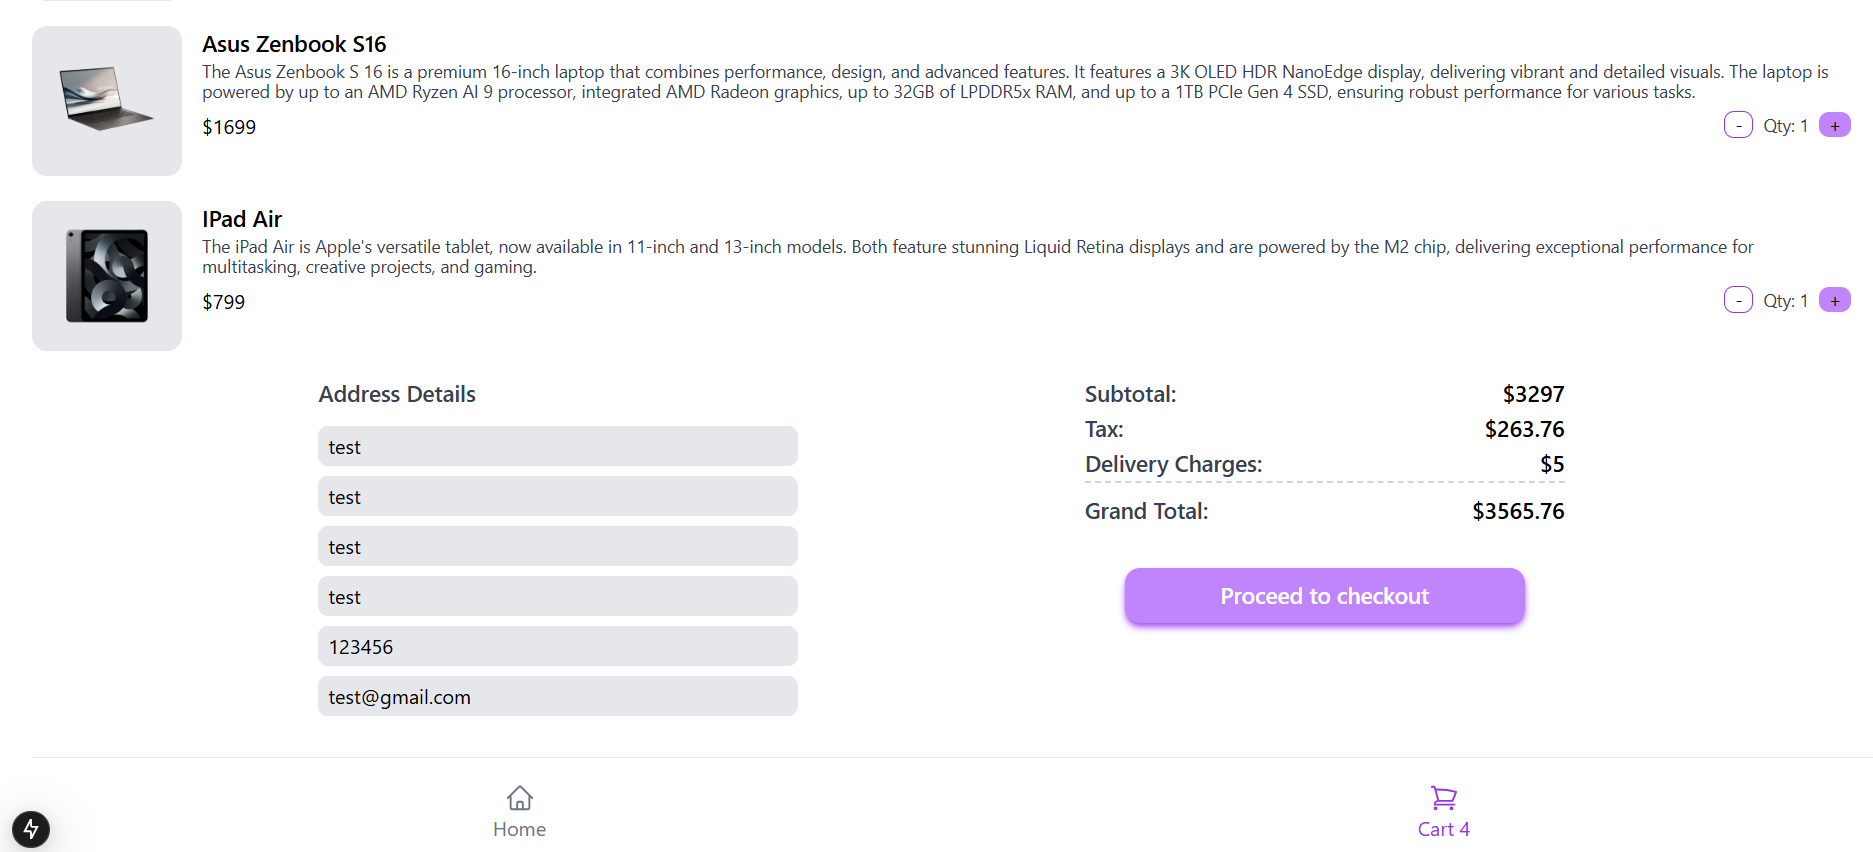 Asus Zenbook S16
The Asus Zenbook S 16 is a premium 16-inch laptop that combines performance, design, and advanced features. It features a 3K OLED HDR NanoEdge display, delivering vibrant and detailed visuals. The laptop is
powered by up to an AMD Ryzen AI 9 processor, integrated AMD Radeon graphics, up to 32GB of LPDDR5x RAM, and up to a 1TB PCIe Gen 4 SSD, ensuring robust performance for various tasks.
$1699
- Qty: 1 +
IPad Air
The iPad Air is Apple's versatile tablet, now available in 11-inch and 13-inch models. Both feature stunning Liquid Retina displays and are powered by the M2 chip, delivering exceptional performance for
multitasking, creative projects, and gaming.
$799
- Qty: 1 +
Address Details
test
test
test
test
123456
test@gmail.com
Subtotal: $3297
Tax: $263.76
Delivery Charges: $5
Grand Total: $3565.76
Proceed to checkout
Home
Cart 4